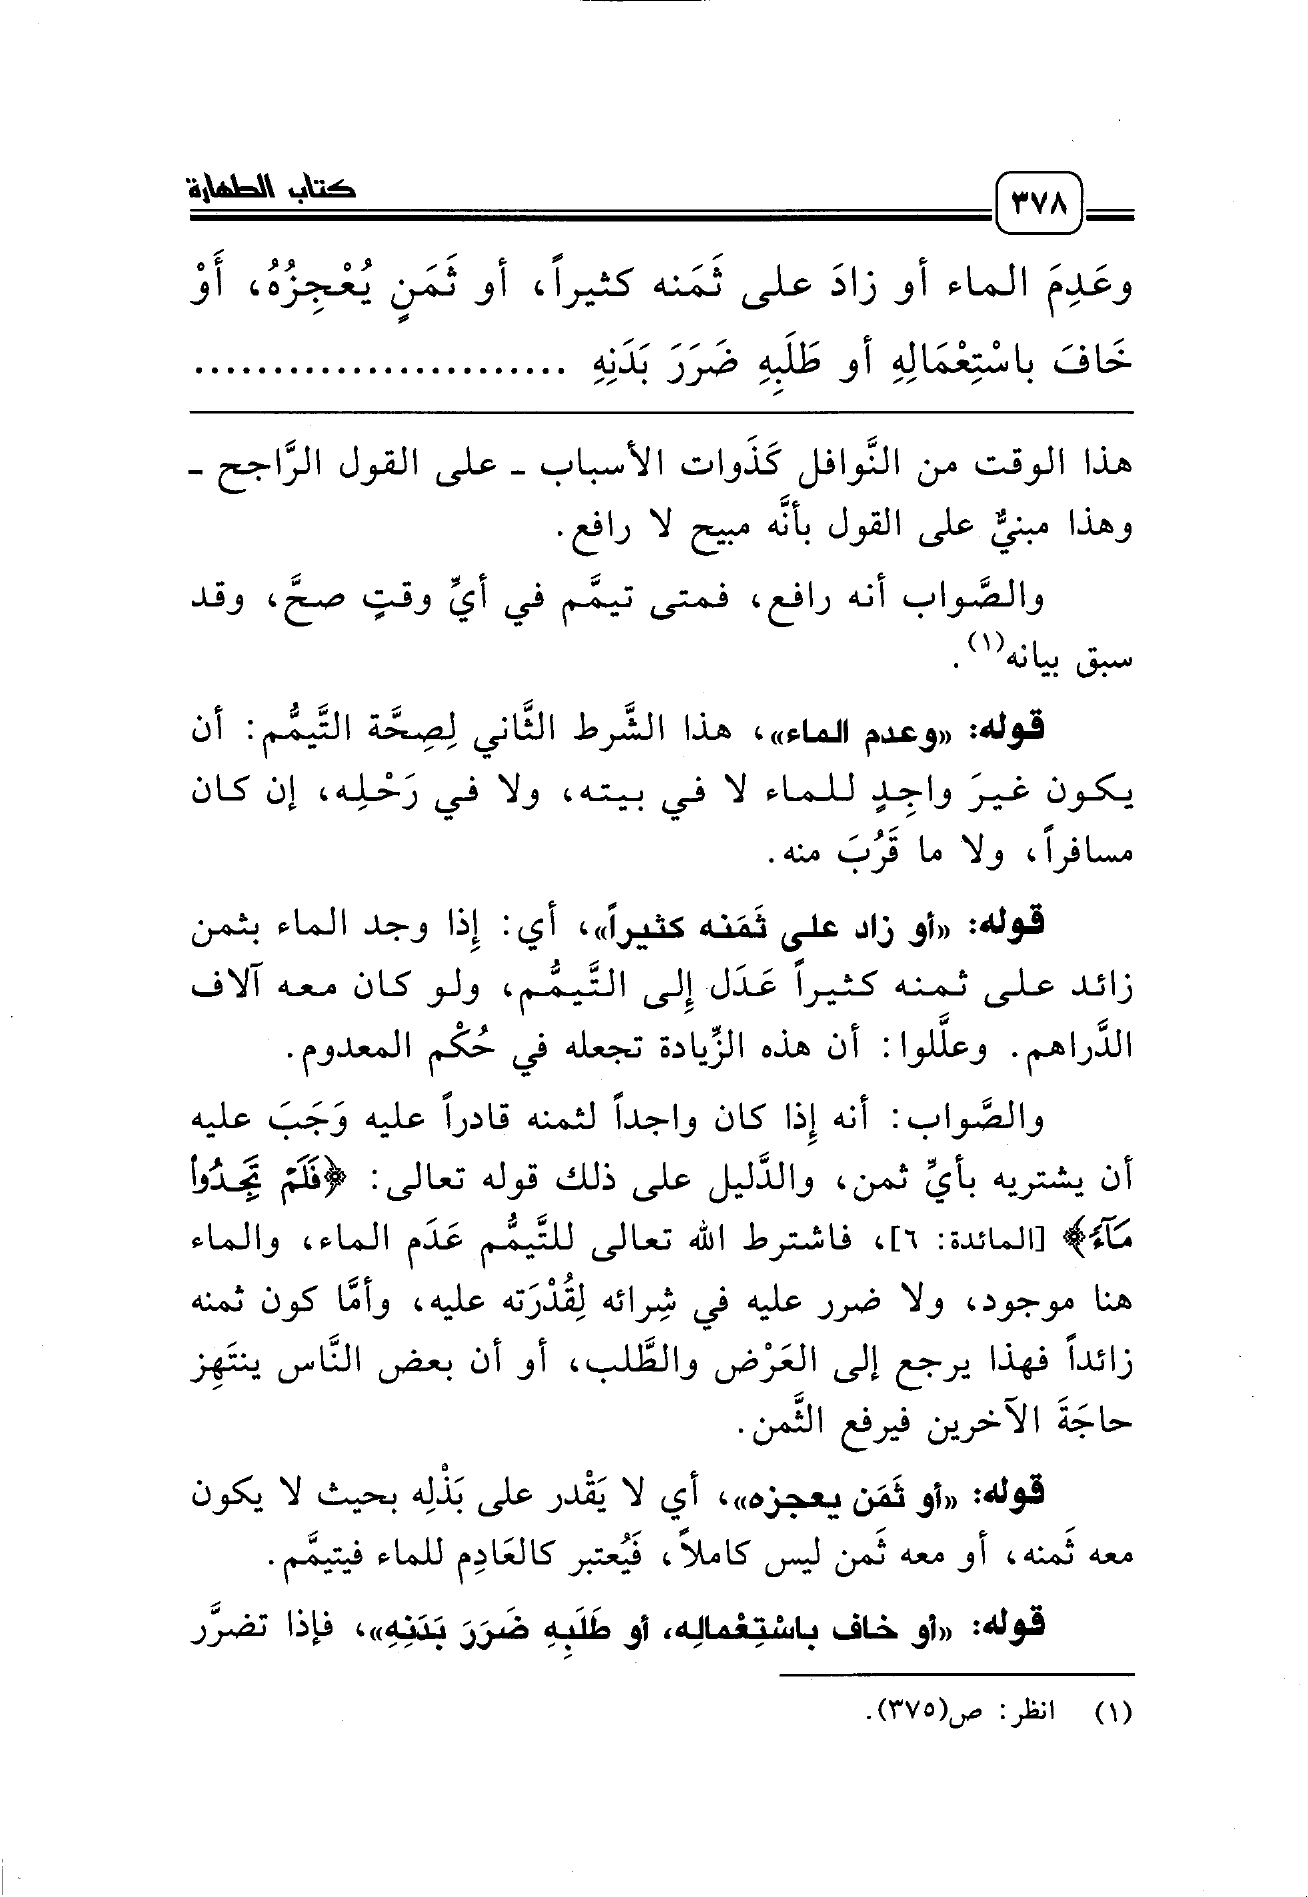 ٣٧٨ كتاب الطهارة
وعَدِمَ الماء أو زادَ على ثَمَنه كثيراً، أو ثَمَنٍ يُعْجِزُهُ، أَوْ
خَافَ باسْتِعْمَالِهِ أو طَلَبِهِ ضَرَرَ بَدَنِهِ ........................
هذا الوقت من النَّوافل كَذَوات الأسباب ـ على القول الرَّاجح ـ
وهذا مبنيٌّ على القول بأنَّه مبيح لا رافع.
والصَّواب أنه رافع، فمتى تيمَّم في أيِّ وقتٍ صحَّ، وقد
سبق بيانه(١).
قوله: «وعدم الماء»، هذا الشَّرط الثَّاني لِصِحَّة التَّيمُّم: أن
يكون غيرَ واجِدٍ للماء لا في بيته، ولا في رَحْلِه، إن كان
مسافراً، ولا ما قَرُبَ منه.
قوله: «أو زاد على ثَمَنه كثيراً»، أي: إِذا وجد الماء بثمن
زائد على ثمنه كثيراً عَدَل إِلى التَّيمُّم، ولو كان معه آلاف
الدَّراهم. وعلَّلوا: أن هذه الزِّيادة تجعله في حُكْم المعدوم.
والصَّواب: أنه إِذا كان واجداً لثمنه قادراً عليه وَجَبَ عليه
أن يشتريه بأيِّ ثمن، والدَّليل على ذلك قوله تعالى: ﴿فَلَمْ تَجِدُوا
مَآءً﴾ [المائدة: ٦]، فاشترط الله تعالى للتَّيمُّم عَدَم الماء، والماء
هنا موجود، ولا ضرر عليه في شِرائه لِقُدْرَته عليه، وأمَّا كون ثمنه
زائداً فهذا يرجع إلى العَرْض والطَّلب، أو أن بعض النَّاس ينتَهِز
حاجَةَ الآخرين فيرفع الثَّمن.
قوله: «أو ثَمَن يعجزه»، أي لا يَقْدر على بَذْلِه بحيث لا يكون
معه ثَمنه، أو معه ثَمن ليس كاملاً، فَيُعتبر كالعَادِم للماء فيتيمَّم.
قوله: «أو خاف باسْتِعْمالِه، أو طَلَبِهِ ضَرَرَ بَدَنِهِ»، فإذا تضرَّر
(١) انظر: ص(٣٧٥).